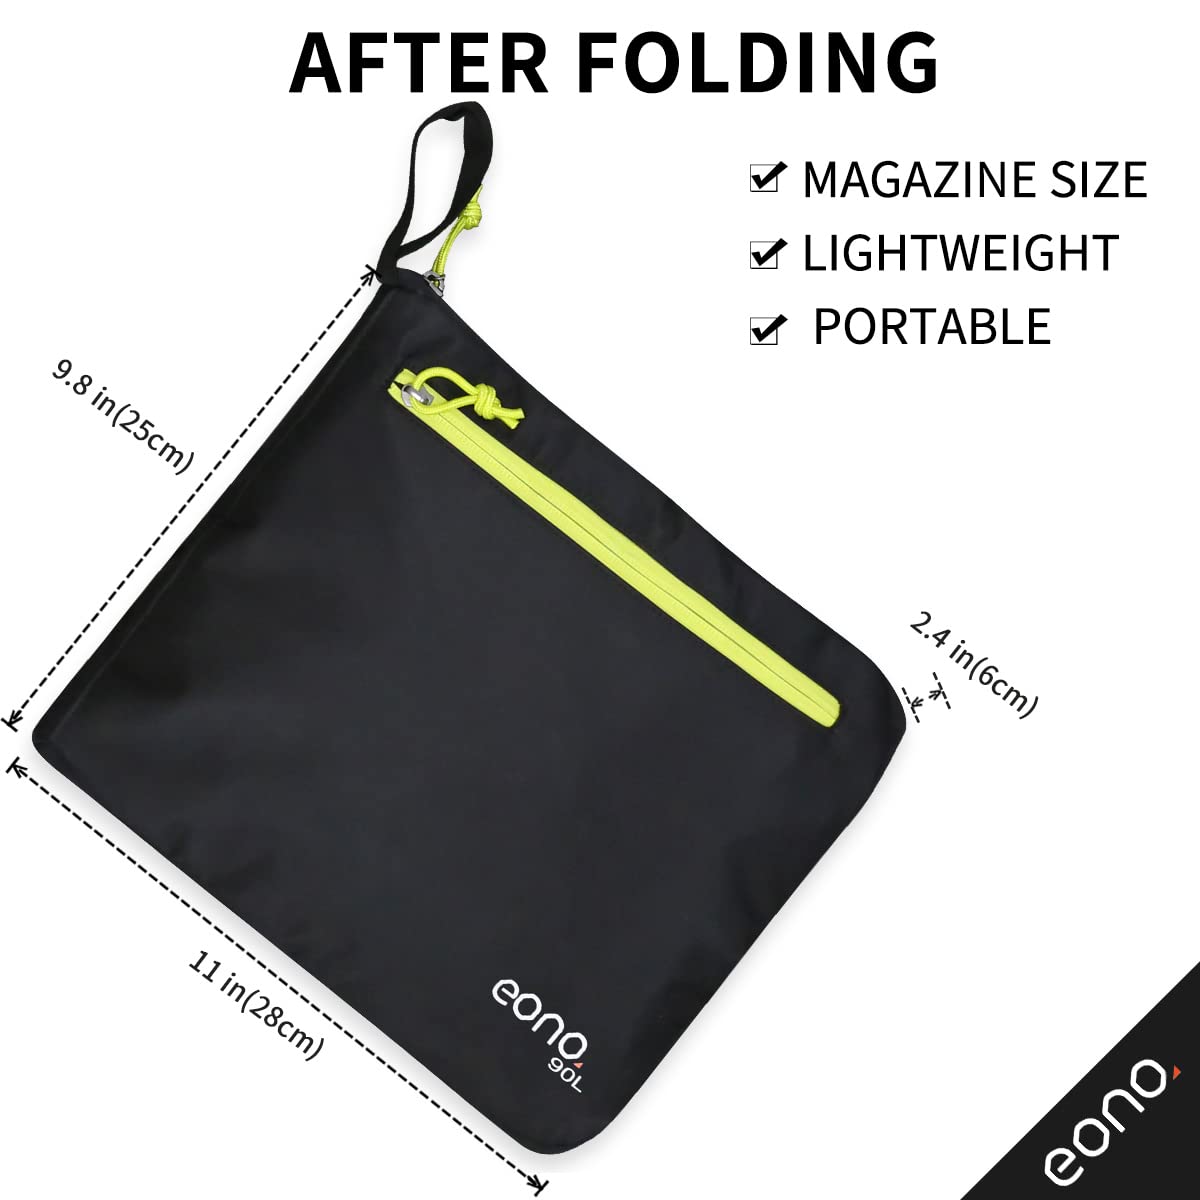 AFTER FOLDING
MAGAZINE SIZE
LIGHTWEIGHT
PORTABLE
9.8 in(25cm)
2.4 in(6cm)
11 in(28cm)
eono
90L
eono